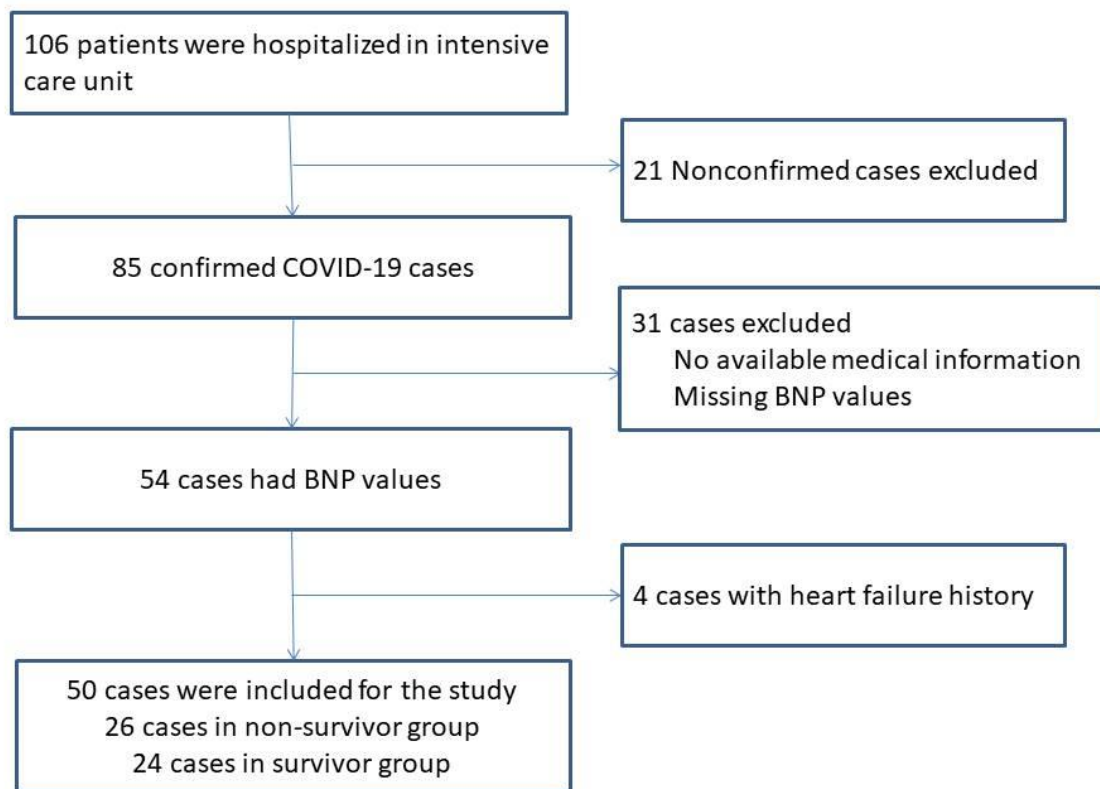 106 patients were hospitalized in intensive
care unit
21 Nonconfirmed cases excluded
85 confirmed COVID-19 cases
31 cases excluded
No available medical information
Missing BNP values
54 cases had BNP values
4 cases with heart failure history
50 cases were included for the study
26 cases in non-survivor group
24 cases in survivor group